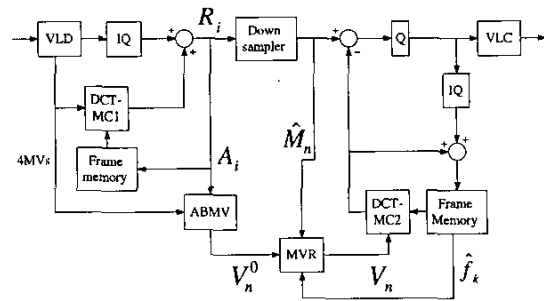 VLD
IQ
+
+
R_i
Down
sampler
+
−
Q
VLC
DCT-
MC1
IQ
4MVs
Frame
memory
A_i
M̂_n
+
+
ABMV
DCT-
MC2
Frame
Memory
MVR
V_n^0
V_n
f̂_k